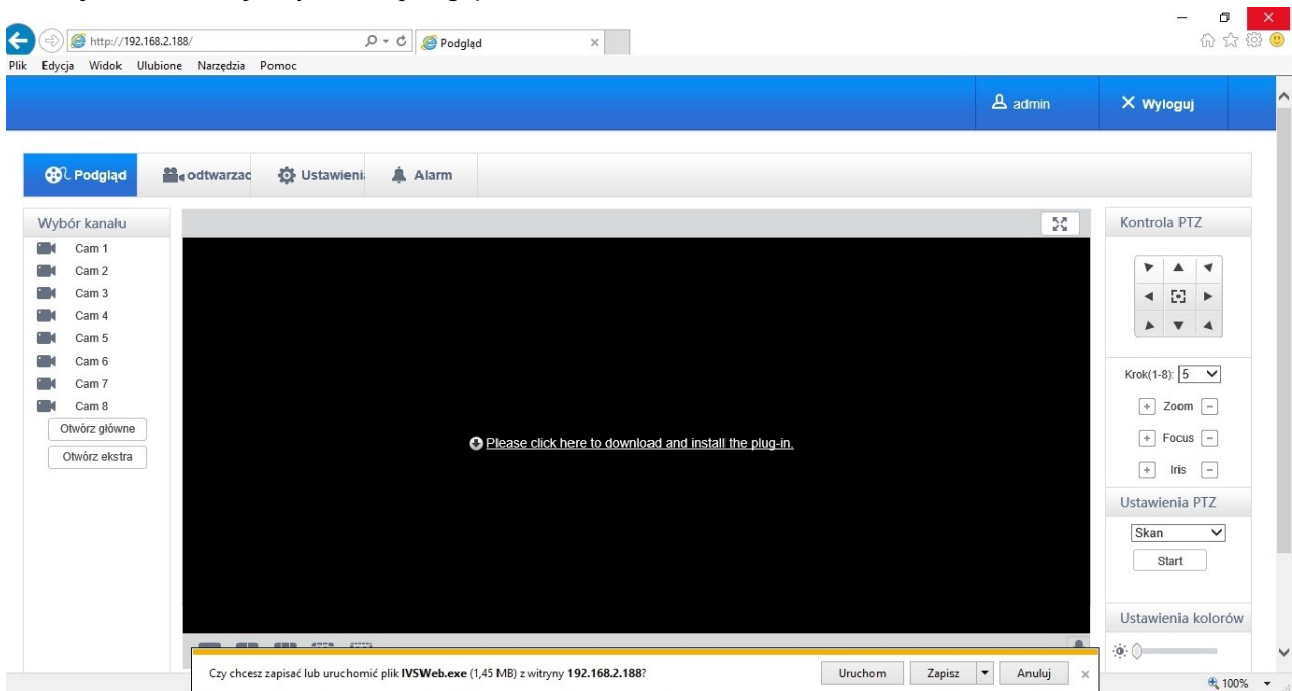 http://192.168.2.188/
Podgląd
Plik Edycja Widok Ulubione Narzędzia Pomoc
admin
Wyloguj
Podgląd
odtwarzac
Ustawieni
Alarm
Wybór kanału
Cam 1
Cam 2
Cam 3
Cam 4
Cam 5
Cam 6
Cam 7
Cam 8
Otwórz główne
Otwórz ekstra
Please click here to download and install the plug-in.
Kontrola PTZ
Krok(1-8): 5
+ Zoom −
+ Focus −
+ Iris −
Ustawienia PTZ
Skan
Start
Ustawienia kolorów
Czy chcesz zapisać lub uruchomić plik IVSWeb.exe (1,45 MB) z witryny 192.168.2.188?
Uruchom
Zapisz
Anuluj
100%